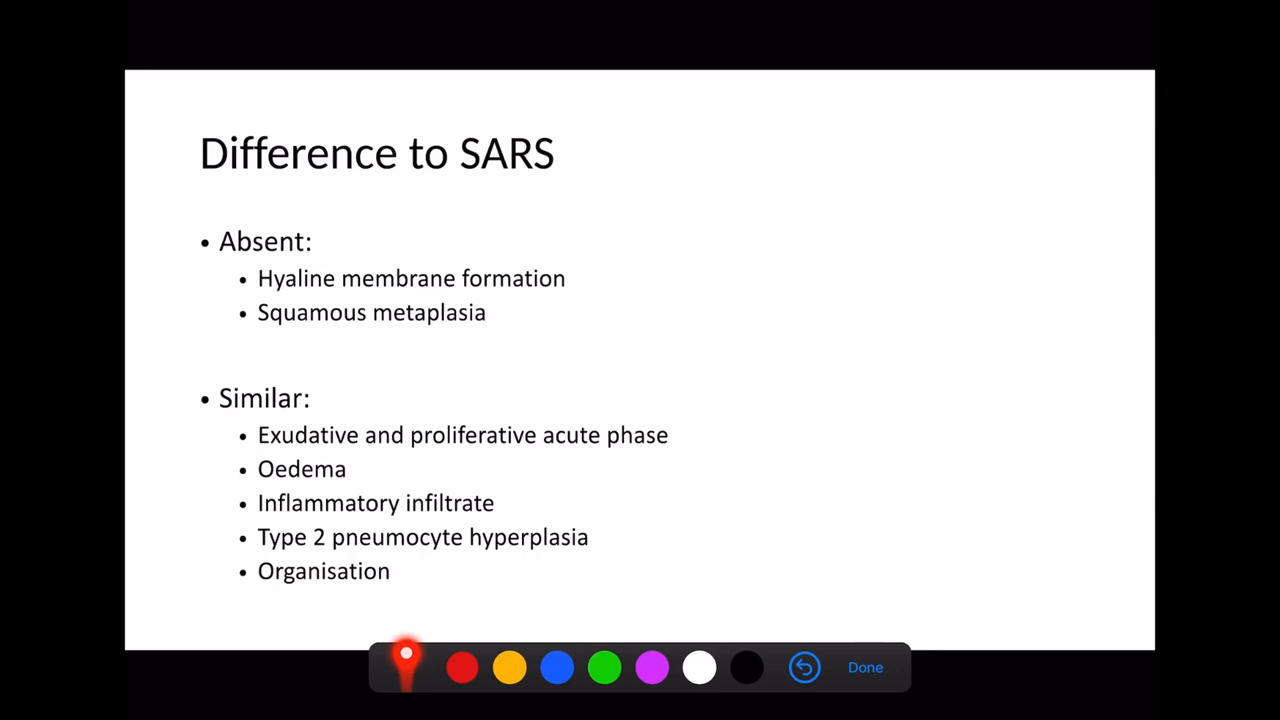 Difference to SARS
• Absent:
• Hyaline membrane formation
• Squamous metaplasia
• Similar:
• Exudative and proliferative acute phase
• Oedema
• Inflammatory infiltrate
• Type 2 pneumocyte hyperplasia
• Organisation
Done